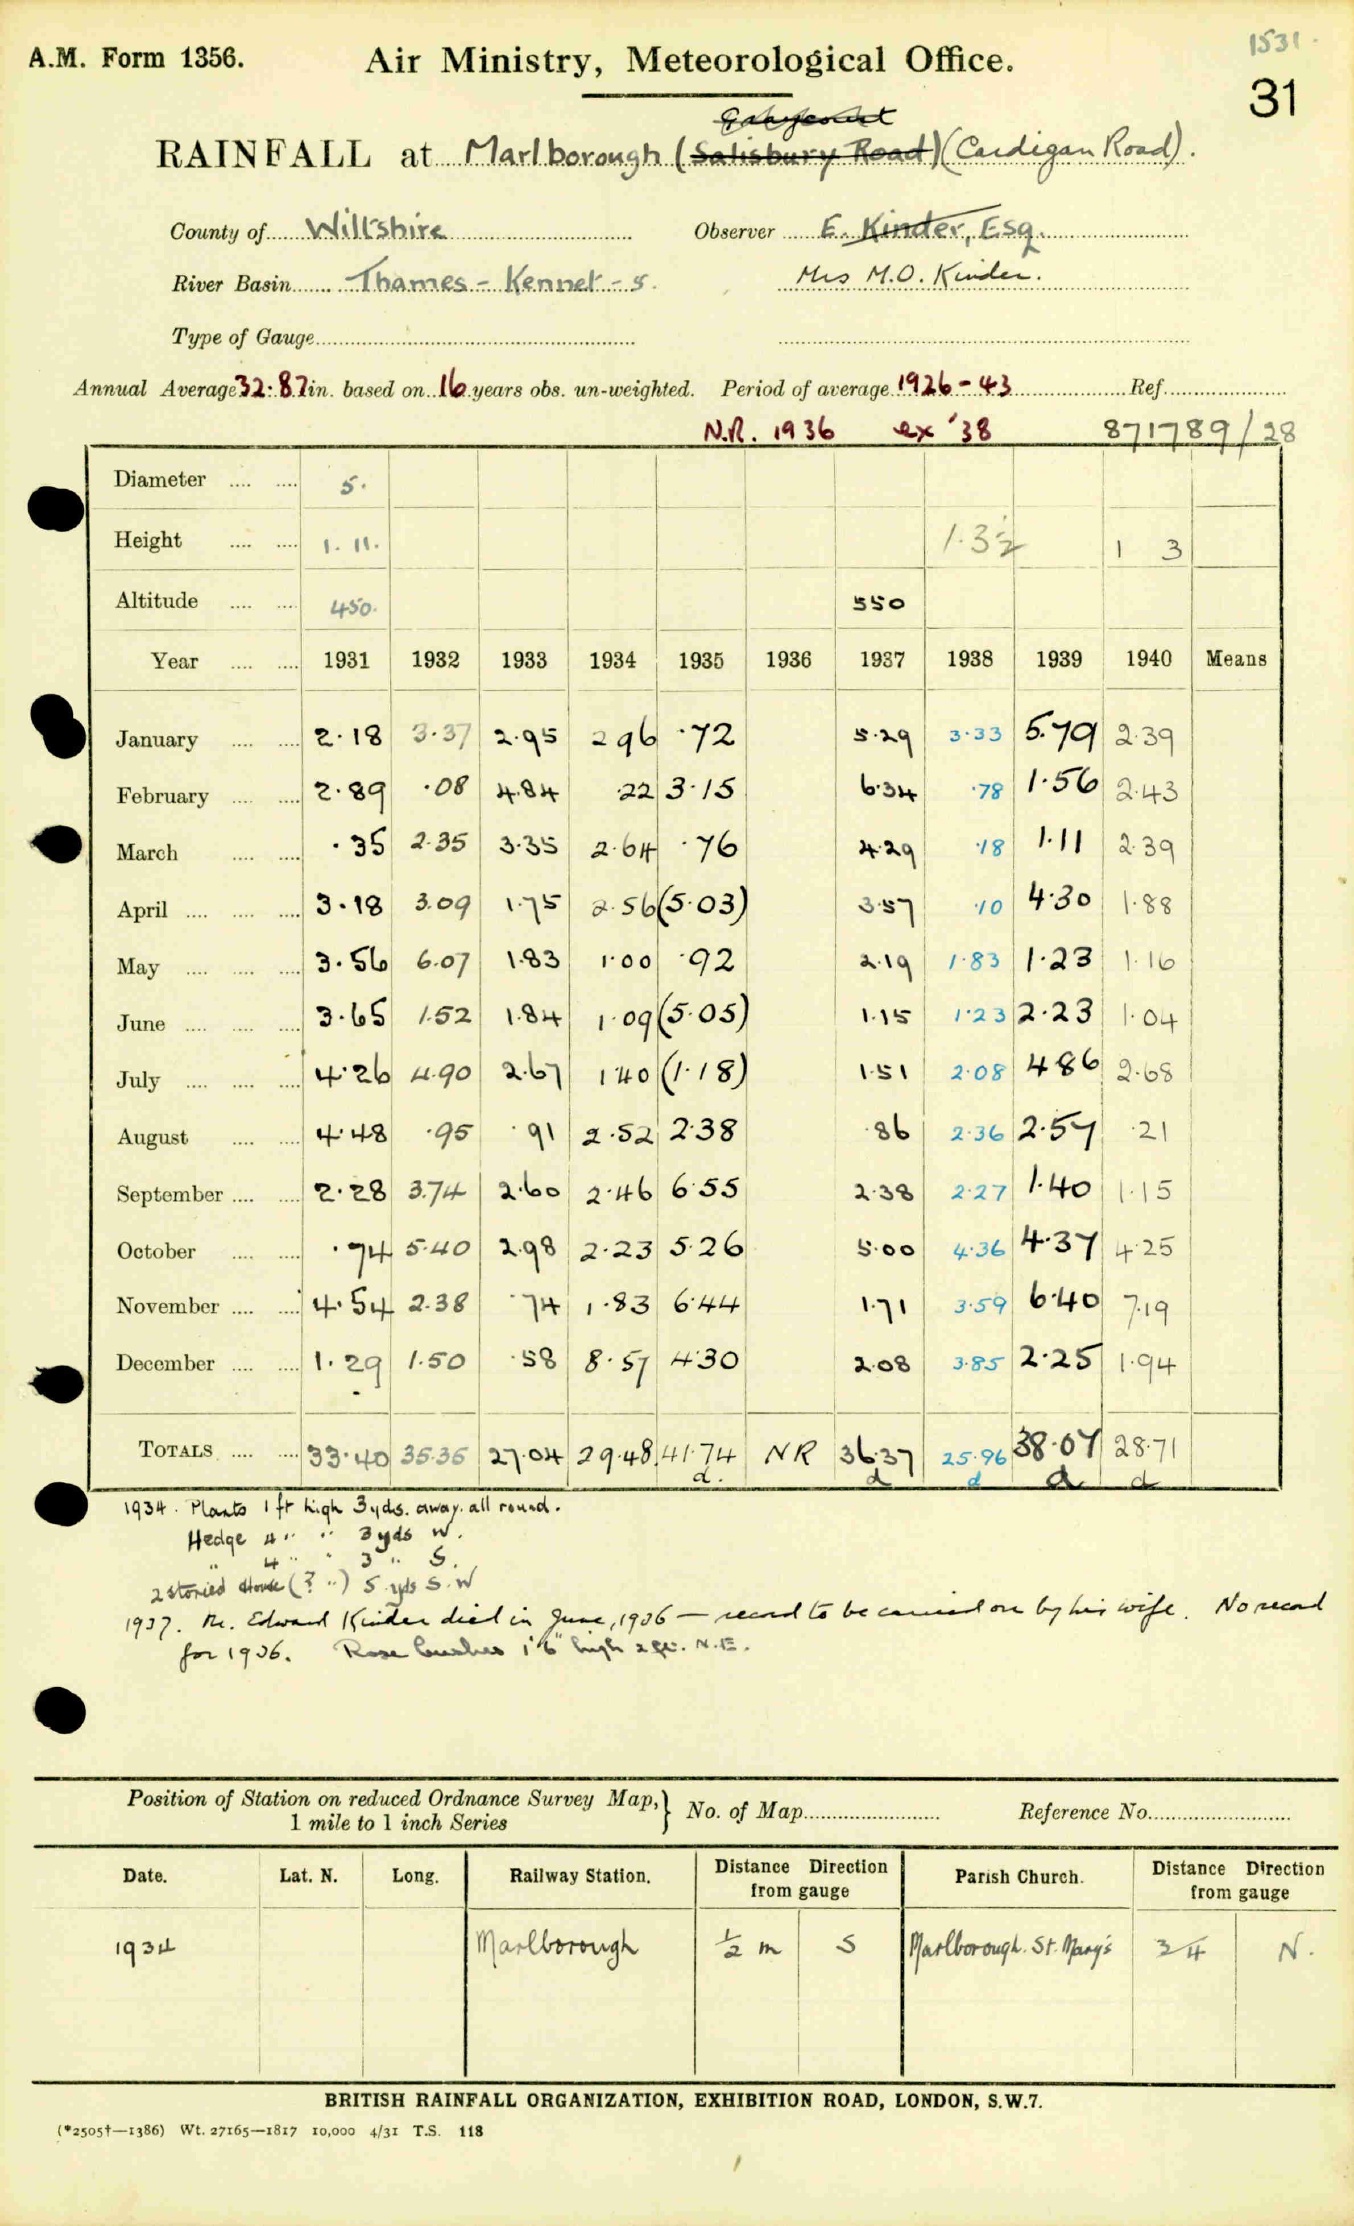 1531.
A.M. Form 1356. Air Ministry, Meteorological Office.
31
RAINFALL at Marlborough (Salisbury Road) (Cardigan Road).
County of Wiltshire Observer E. Kinder, Esq.
River Basin Thames - Kennet - 5. Mrs M.O. Kinder.
Type of Gauge
Annual Average 32.87 in. based on 16 years obs. un-weighted. Period of average 1926-43 Ref.
N.R. 1936 ex '38 871789/28
Diameter 5.
Height 1. 11. 1.3½ 1 3
Altitude 450. 550
Year 1931 1932 1933 1934 1935 1936 1937 1938 1939 1940 Means
January 2.18 3.37 2.95 2 96 .72 5.29 3.33 5.79 2.39
February 2.89 .08 4.84 .22 3.15 6.34 .78 1.56 2.43
March .35 2.35 3.35 2.64 .76 4.29 .18 1.11 2.39
April 3.18 3.09 1.75 2.56 (5.03) 3.57 .10 4.30 1.88
May 3.56 6.07 1.83 1.00 .92 2.19 1.83 1.23 1.16
June 3.65 1.52 1.84 1.09 (5.05) 1.15 1.23 2.23 1.04
July 4.26 4.90 2.67 1.40 (1.18) 1.51 2.08 4.86 2.68
August 4.48 .95 .91 2.52 2.38 .86 2.36 2.57 .21
September 2.28 3.74 2.60 2.46 6.55 2.38 2.27 1.40 1.15
October .74 5.40 2.98 2.23 5.26 5.00 4.36 4.37 4.25
November 4.54 2.38 .74 1.83 6.44 1.71 3.59 6.40 7.19
December 1.29 1.50 .58 8.57 4.30 2.08 3.85 2.25 1.94
TOTALS 33.40 35.35 27.04 29.48 41.74 NR 36.37 25.96 38.07 28.71
d. d d d d
1934. Plants 1 ft high 3 yds. away. all round.
Hedge 4 " " 3 yds W.
" 4 " " 3 " S.
2 storied House (? ") 5 yds S.W
1937. Mr. Edward Kinder died in June, 1936 — record to be carried on by his wife. No record
for 1936. Rose bushes 1'6" high 2 ft. N.E.
Position of Station on reduced Ordnance Survey Map, } No. of Map Reference No.
1 mile to 1 inch Series
Date. Lat. N. Long. Railway Station. Distance Direction from gauge Parish Church. Distance Direction from gauge
1934 Marlborough ½ m S Marlborough. St. Mary's 3/4 N.
BRITISH RAINFALL ORGANIZATION, EXHIBITION ROAD, LONDON, S.W.7.
(*2505†—1386) Wt. 27165—1817 10,000 4/31 T.S. 118